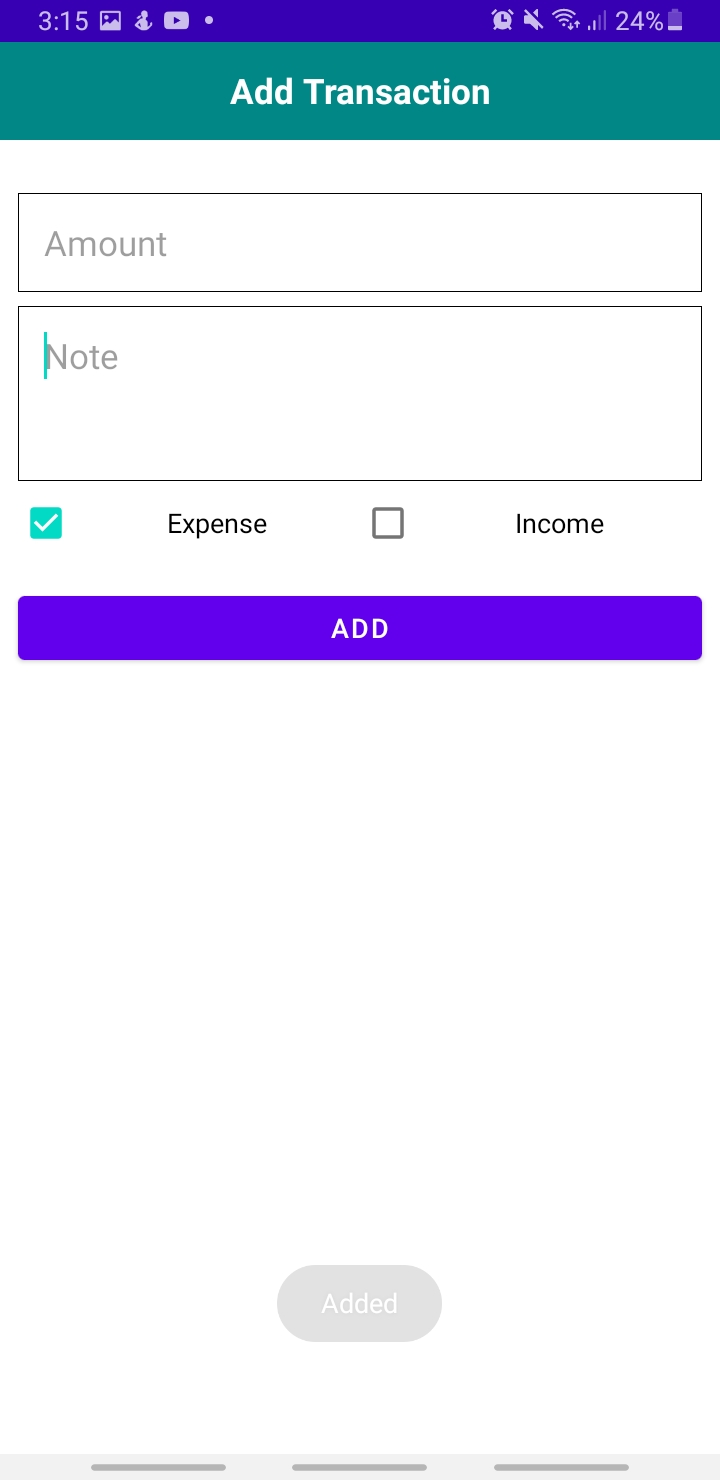 3:15 24%
Add Transaction
Amount
Note
Expense Income
ADD
Added